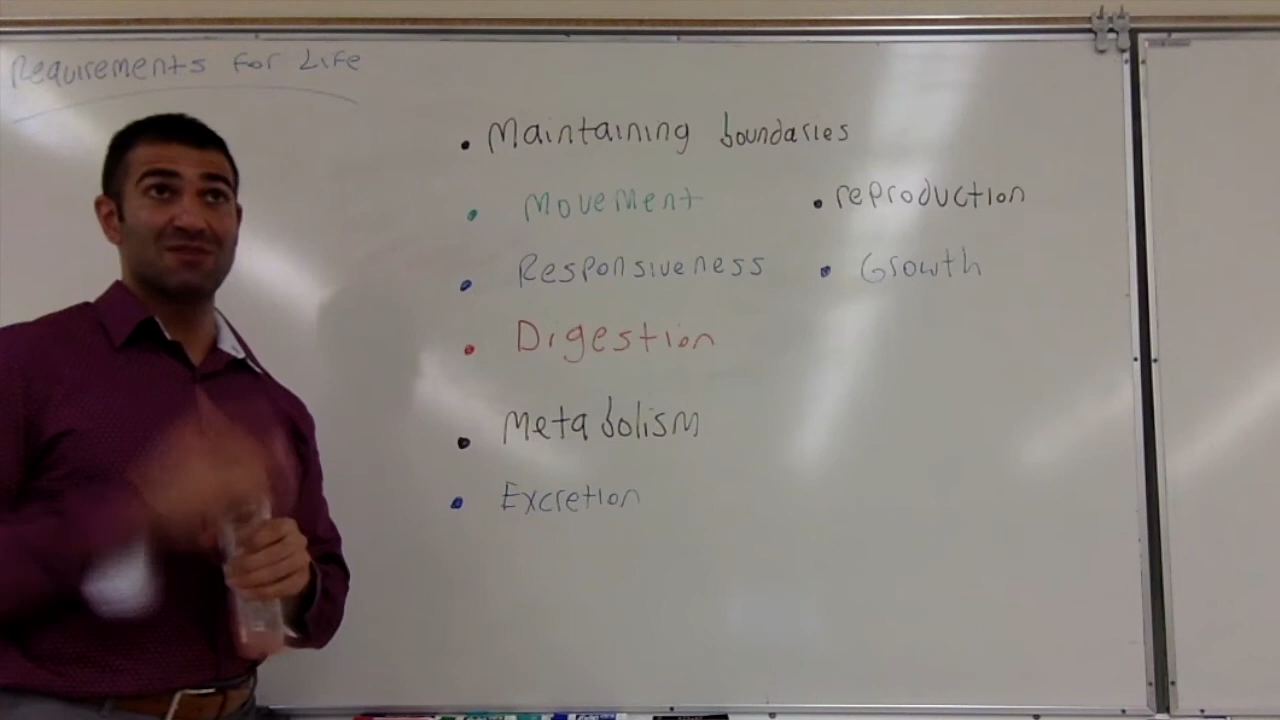 Requirements for Life
• Maintaining boundaries
• Movement
• Responsiveness
• Digestion
• Metabolism
• Excretion
• reproduction
• Growth